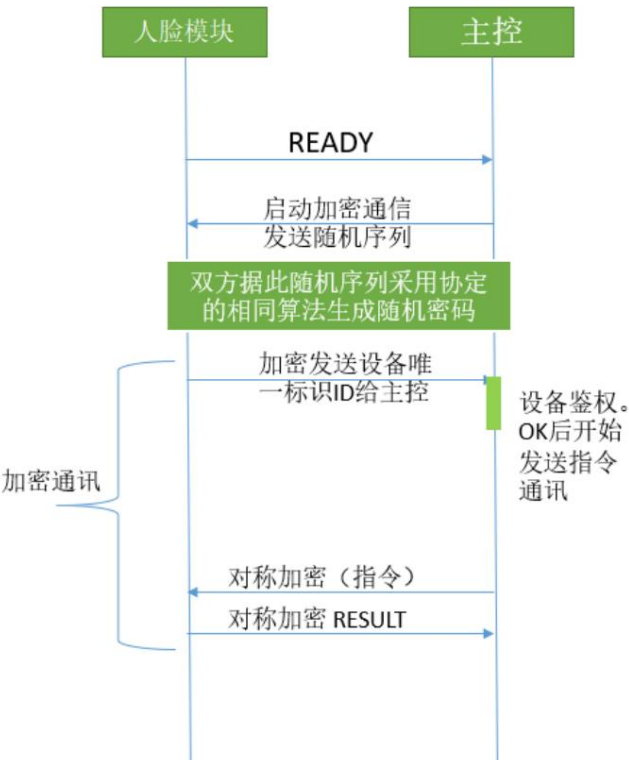 人脸模块
主控
READY
启动加密通信
发送随机序列
双方据此随机序列采用协定
的相同算法生成随机密码
加密发送设备唯
一标识ID给主控
设备鉴权。
OK后开始
发送指令
通讯
加密通讯
对称加密（指令）
对称加密 RESULT